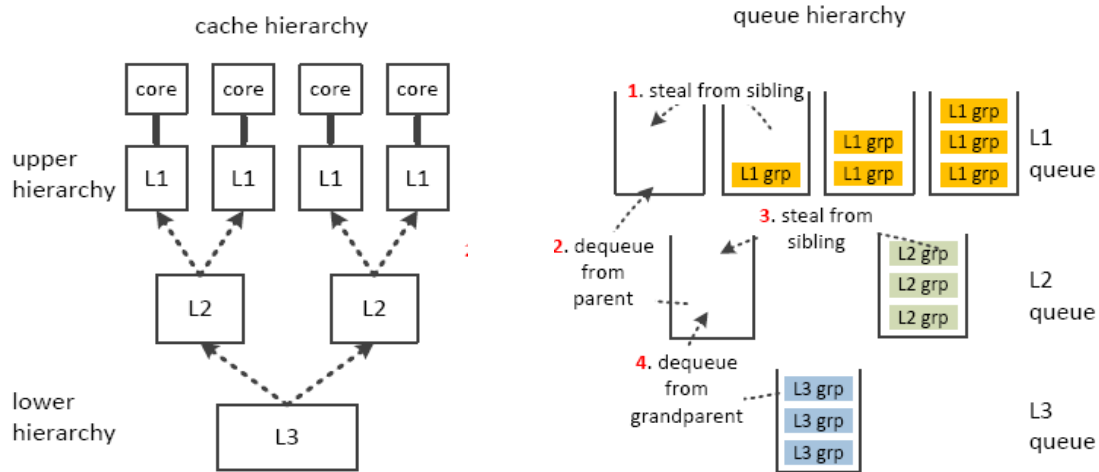 cache hierarchy
core core core core
upper
hierarchy
L1 L1 L1 L1
L2 L2
lower
hierarchy
L3
queue hierarchy
1. steal from sibling
L1 grp
L1 grp
L1 grp
L1 grp
L1 grp
L1 grp
L1
queue
2. dequeue
from
parent
3. steal from
sibling
L2 grp
L2 grp
L2 grp
L2
queue
4. dequeue
from
grandparent
L3 grp
L3 grp
L3 grp
L3
queue